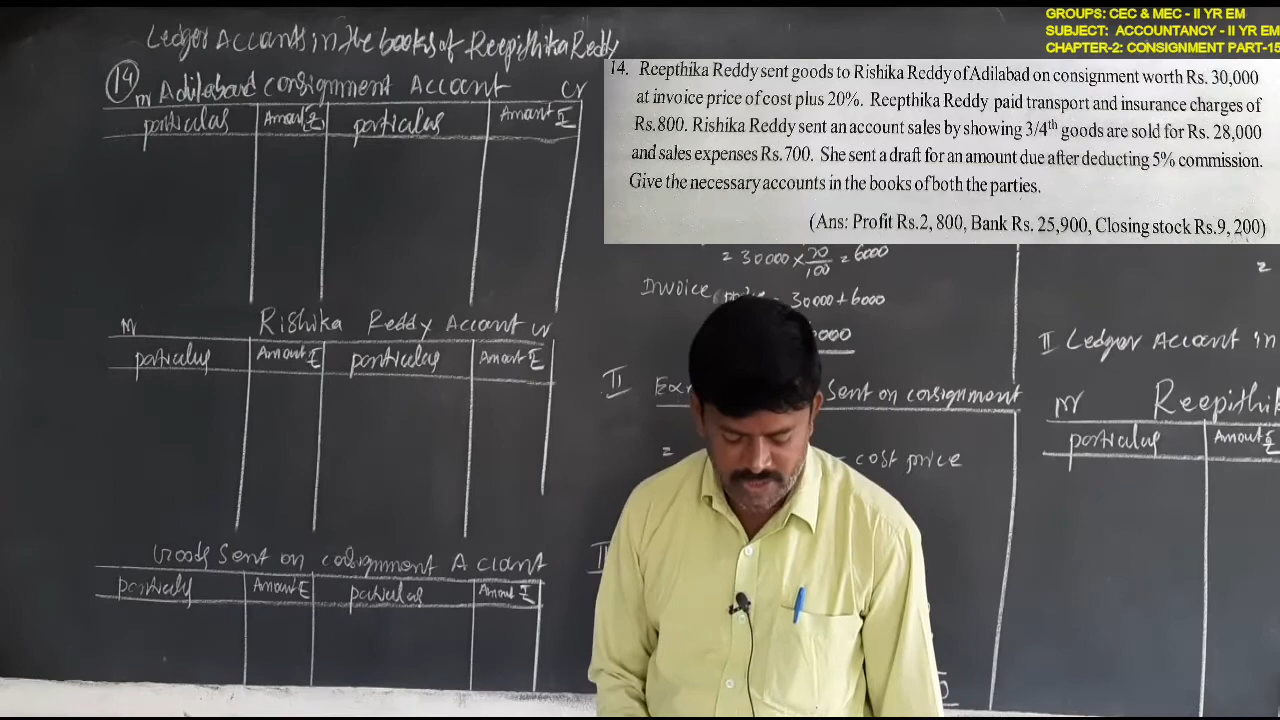 GROUPS: CEC & MEC - II YR EM
SUBJECT: ACCOUNTANCY - II YR EM
CHAPTER-2: CONSIGNMENT PART-15
14. Reepthika Reddy sent goods to Rishika Reddy of Adilabad on consignment worth Rs. 30,000
at invoice price of cost plus 20%. Reepthika Reddy paid transport and insurance charges of
Rs.800. Rishika Reddy sent an account sales by showing 3/4th goods are sold for Rs. 28,000
and sales expenses Rs.700. She sent a draft for an amount due after deducting 5% commission.
Give the necessary accounts in the books of both the parties.
(Ans: Profit Rs.2, 800, Bank Rs. 25,900, Closing stock Rs.9, 200)
Ledger Accounts in the books of Reepithika Reddy
14 Dr Adilabad consignment Account Cr
particulas Amount ₹ particulas Amount ₹
Dr Rishika Reddy Account Cr
particulas Amount ₹ particulas Amount ₹
Goods Sent on consignment Account
Amount ₹ Amount ₹
= 30000 × 20/100 = 6000
Invoice = 30000 + 6000
II Sent on consignment
= - cost price
II Ledger Account in
Dr Reepithik
particulas Amount ₹